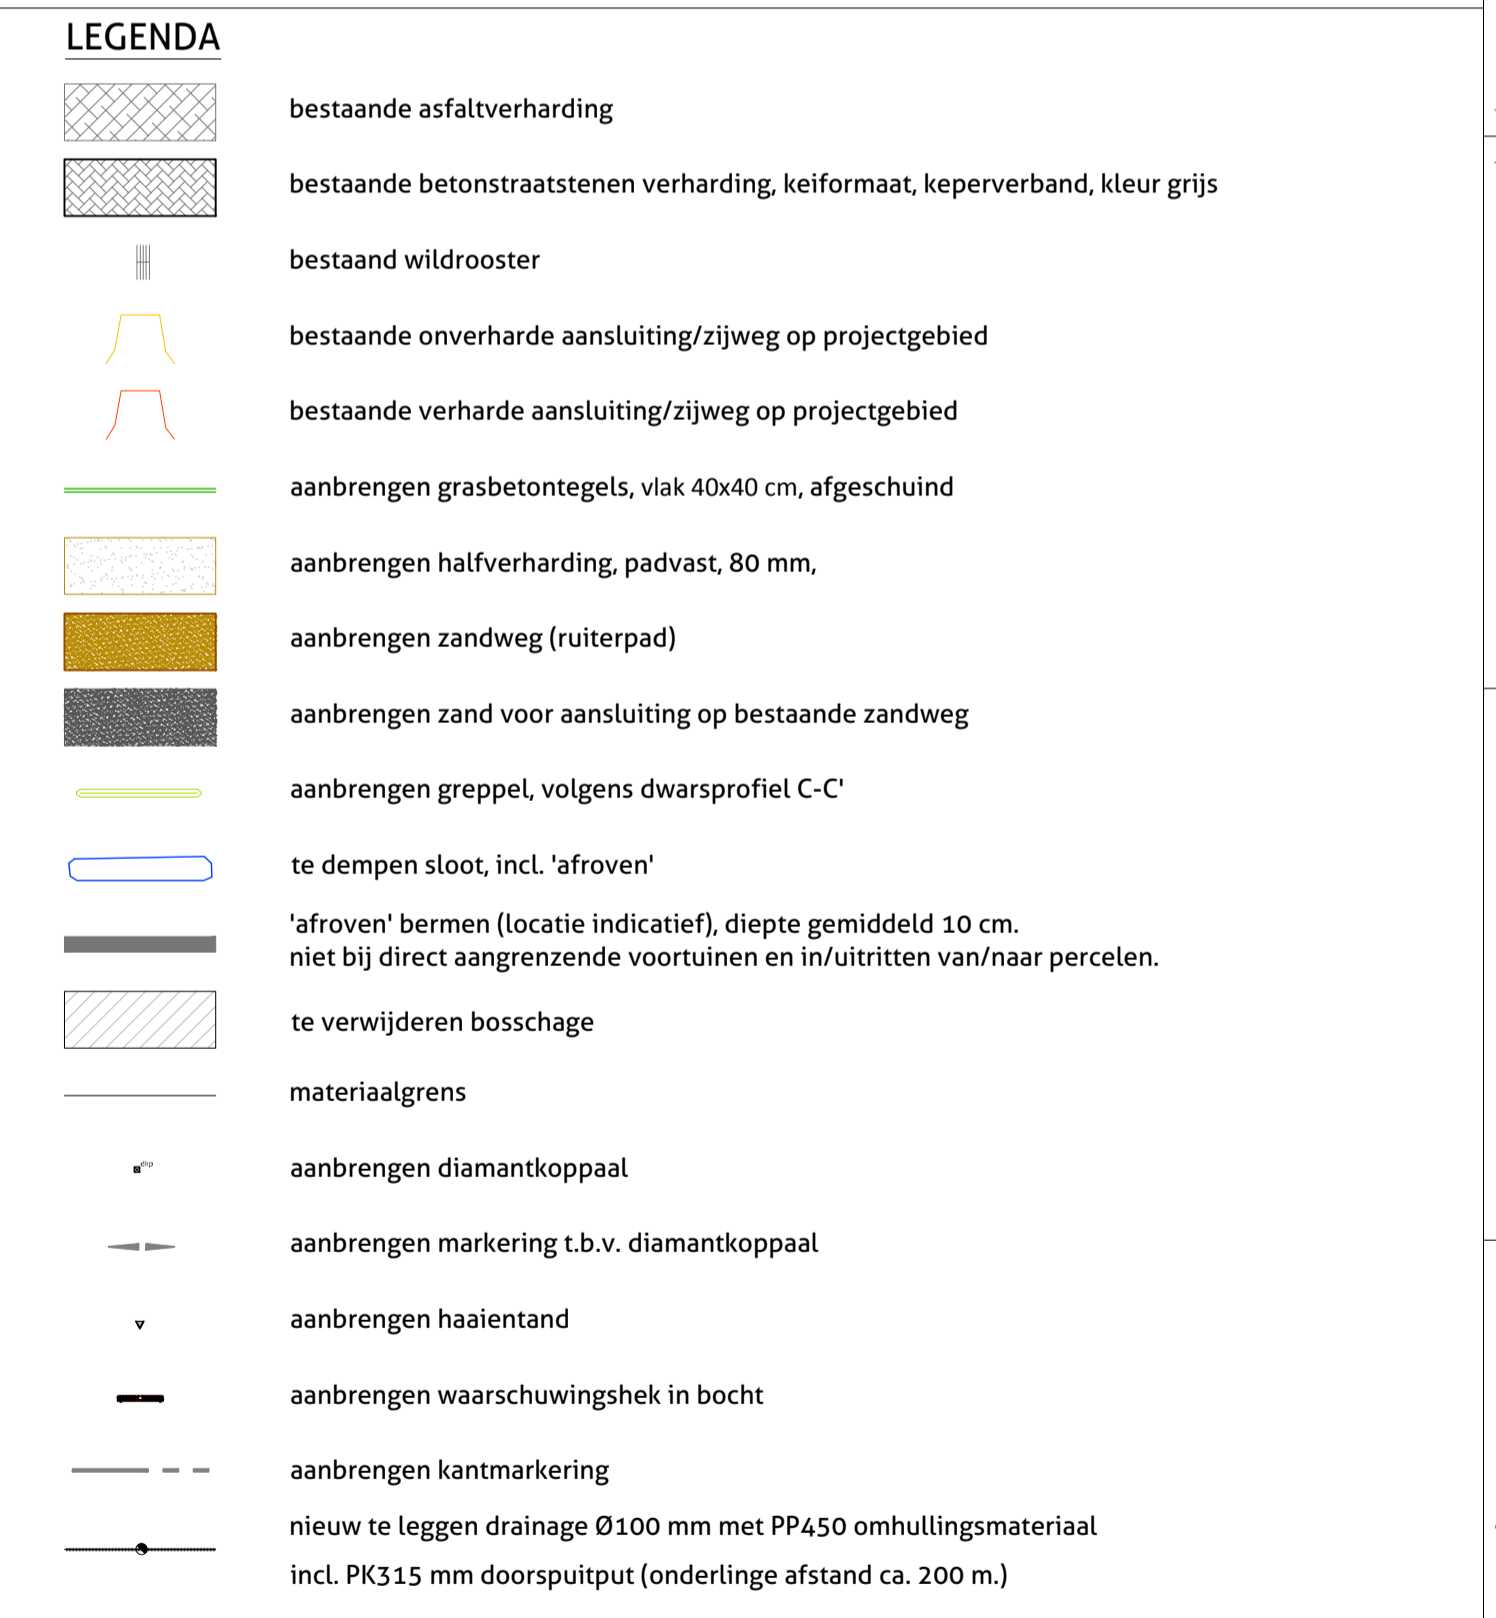 LEGENDA
bestaande asfaltverharding
bestaande betonstraatstenen verharding, keiformaat, keperverband, kleur grijs
bestaand wildrooster
bestaande onverharde aansluiting/zijweg op projectgebied
bestaande verharde aansluiting/zijweg op projectgebied
aanbrengen grasbetontegels, vlak 40x40 cm, afgeschuind
aanbrengen halfverharding, padvast, 80 mm,
aanbrengen zandweg (ruiterpad)
aanbrengen zand voor aansluiting op bestaande zandweg
aanbrengen greppel, volgens dwarsprofiel C-C'
te dempen sloot, incl. 'afroven'
'afroven' bermen (locatie indicatief), diepte gemiddeld 10 cm.
niet bij direct aangrenzende voortuinen en in/uitritten van/naar percelen.
te verwijderen bosschage
materiaalgrens
dkp
aanbrengen diamantkoppaal
aanbrengen markering t.b.v. diamantkoppaal
aanbrengen haaientand
aanbrengen waarschuwingshek in bocht
aanbrengen kantmarkering
nieuw te leggen drainage Ø100 mm met PP450 omhullingsmateriaal
incl. PK315 mm doorspuitput (onderlinge afstand ca. 200 m.)